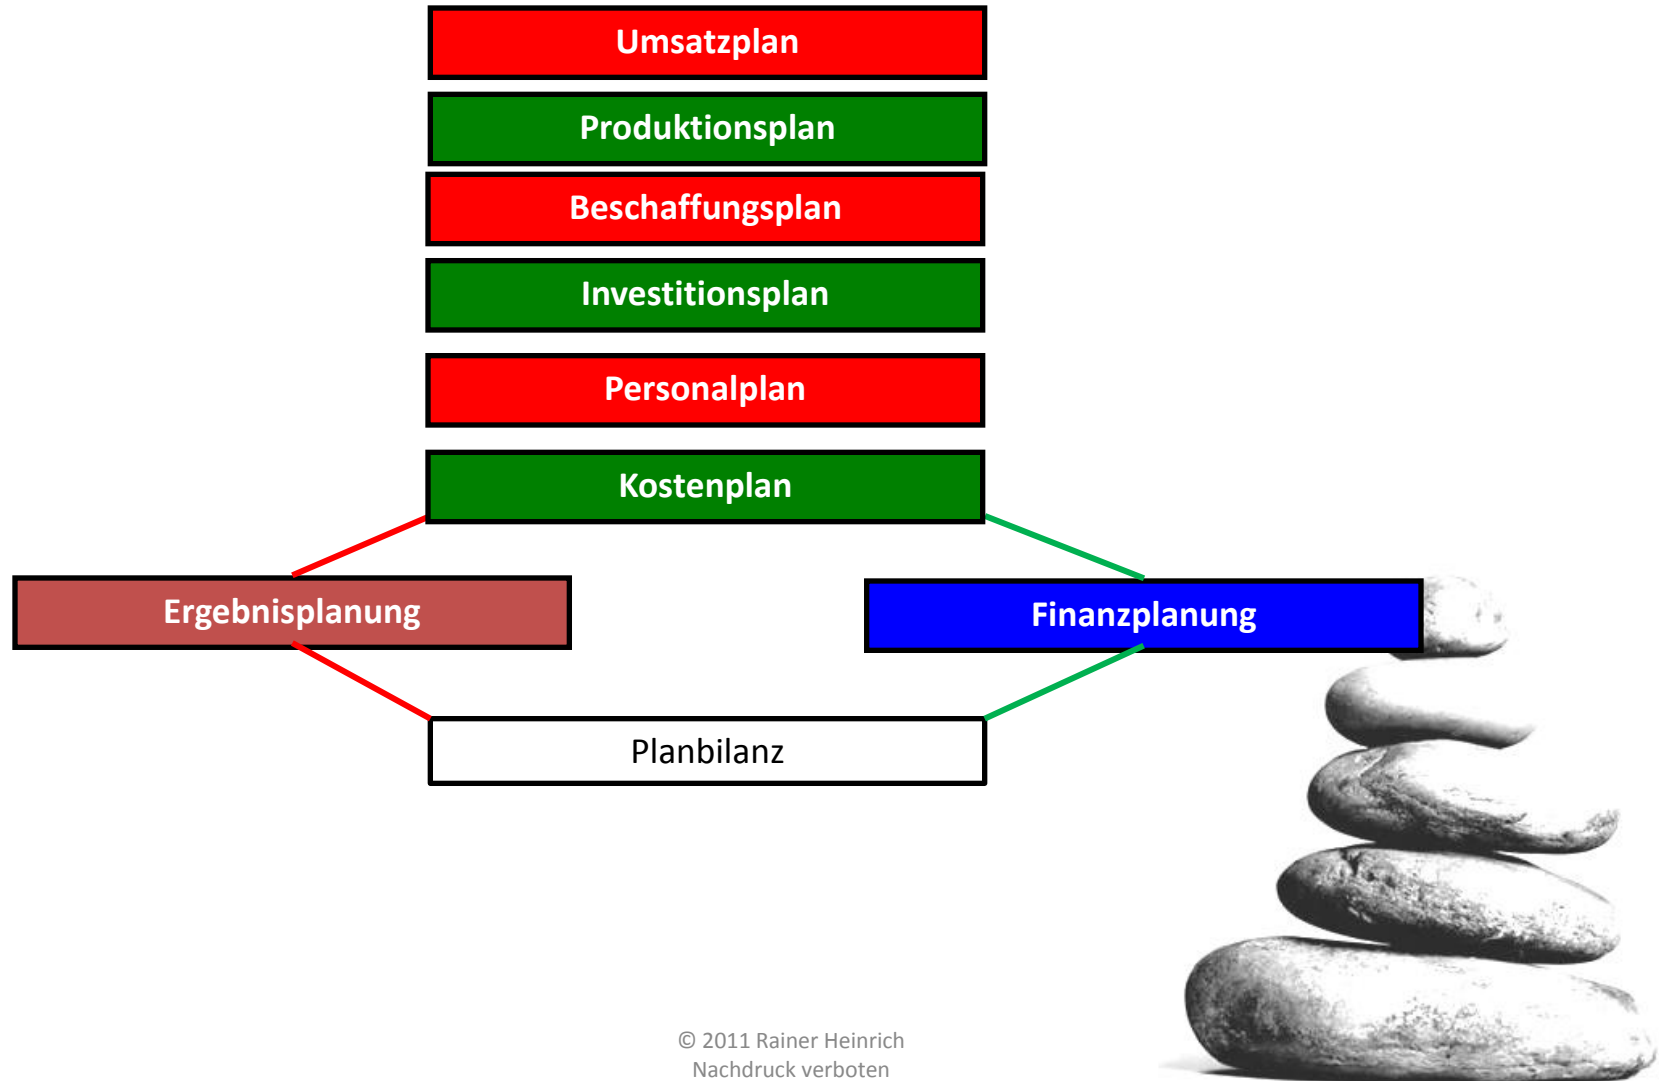 Umsatzplan
Produktionsplan
Beschaffungsplan
Investitionsplan
Personalplan
Kostenplan
Ergebnisplanung
Finanzplanung
Planbilanz
© 2011 Rainer Heinrich
Nachdruck verboten